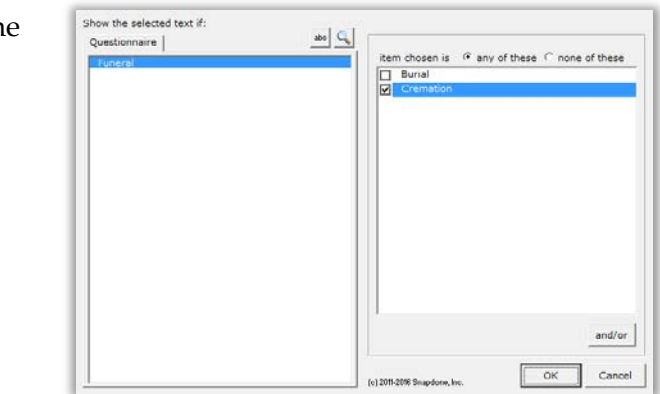 ne
Show the selected text if:
Questionnaire
abc
Funeral
item chosen is any of these none of these
Burial
Cremation
and/or
(c) 2011-2016 Snapdone, Inc.
OK Cancel